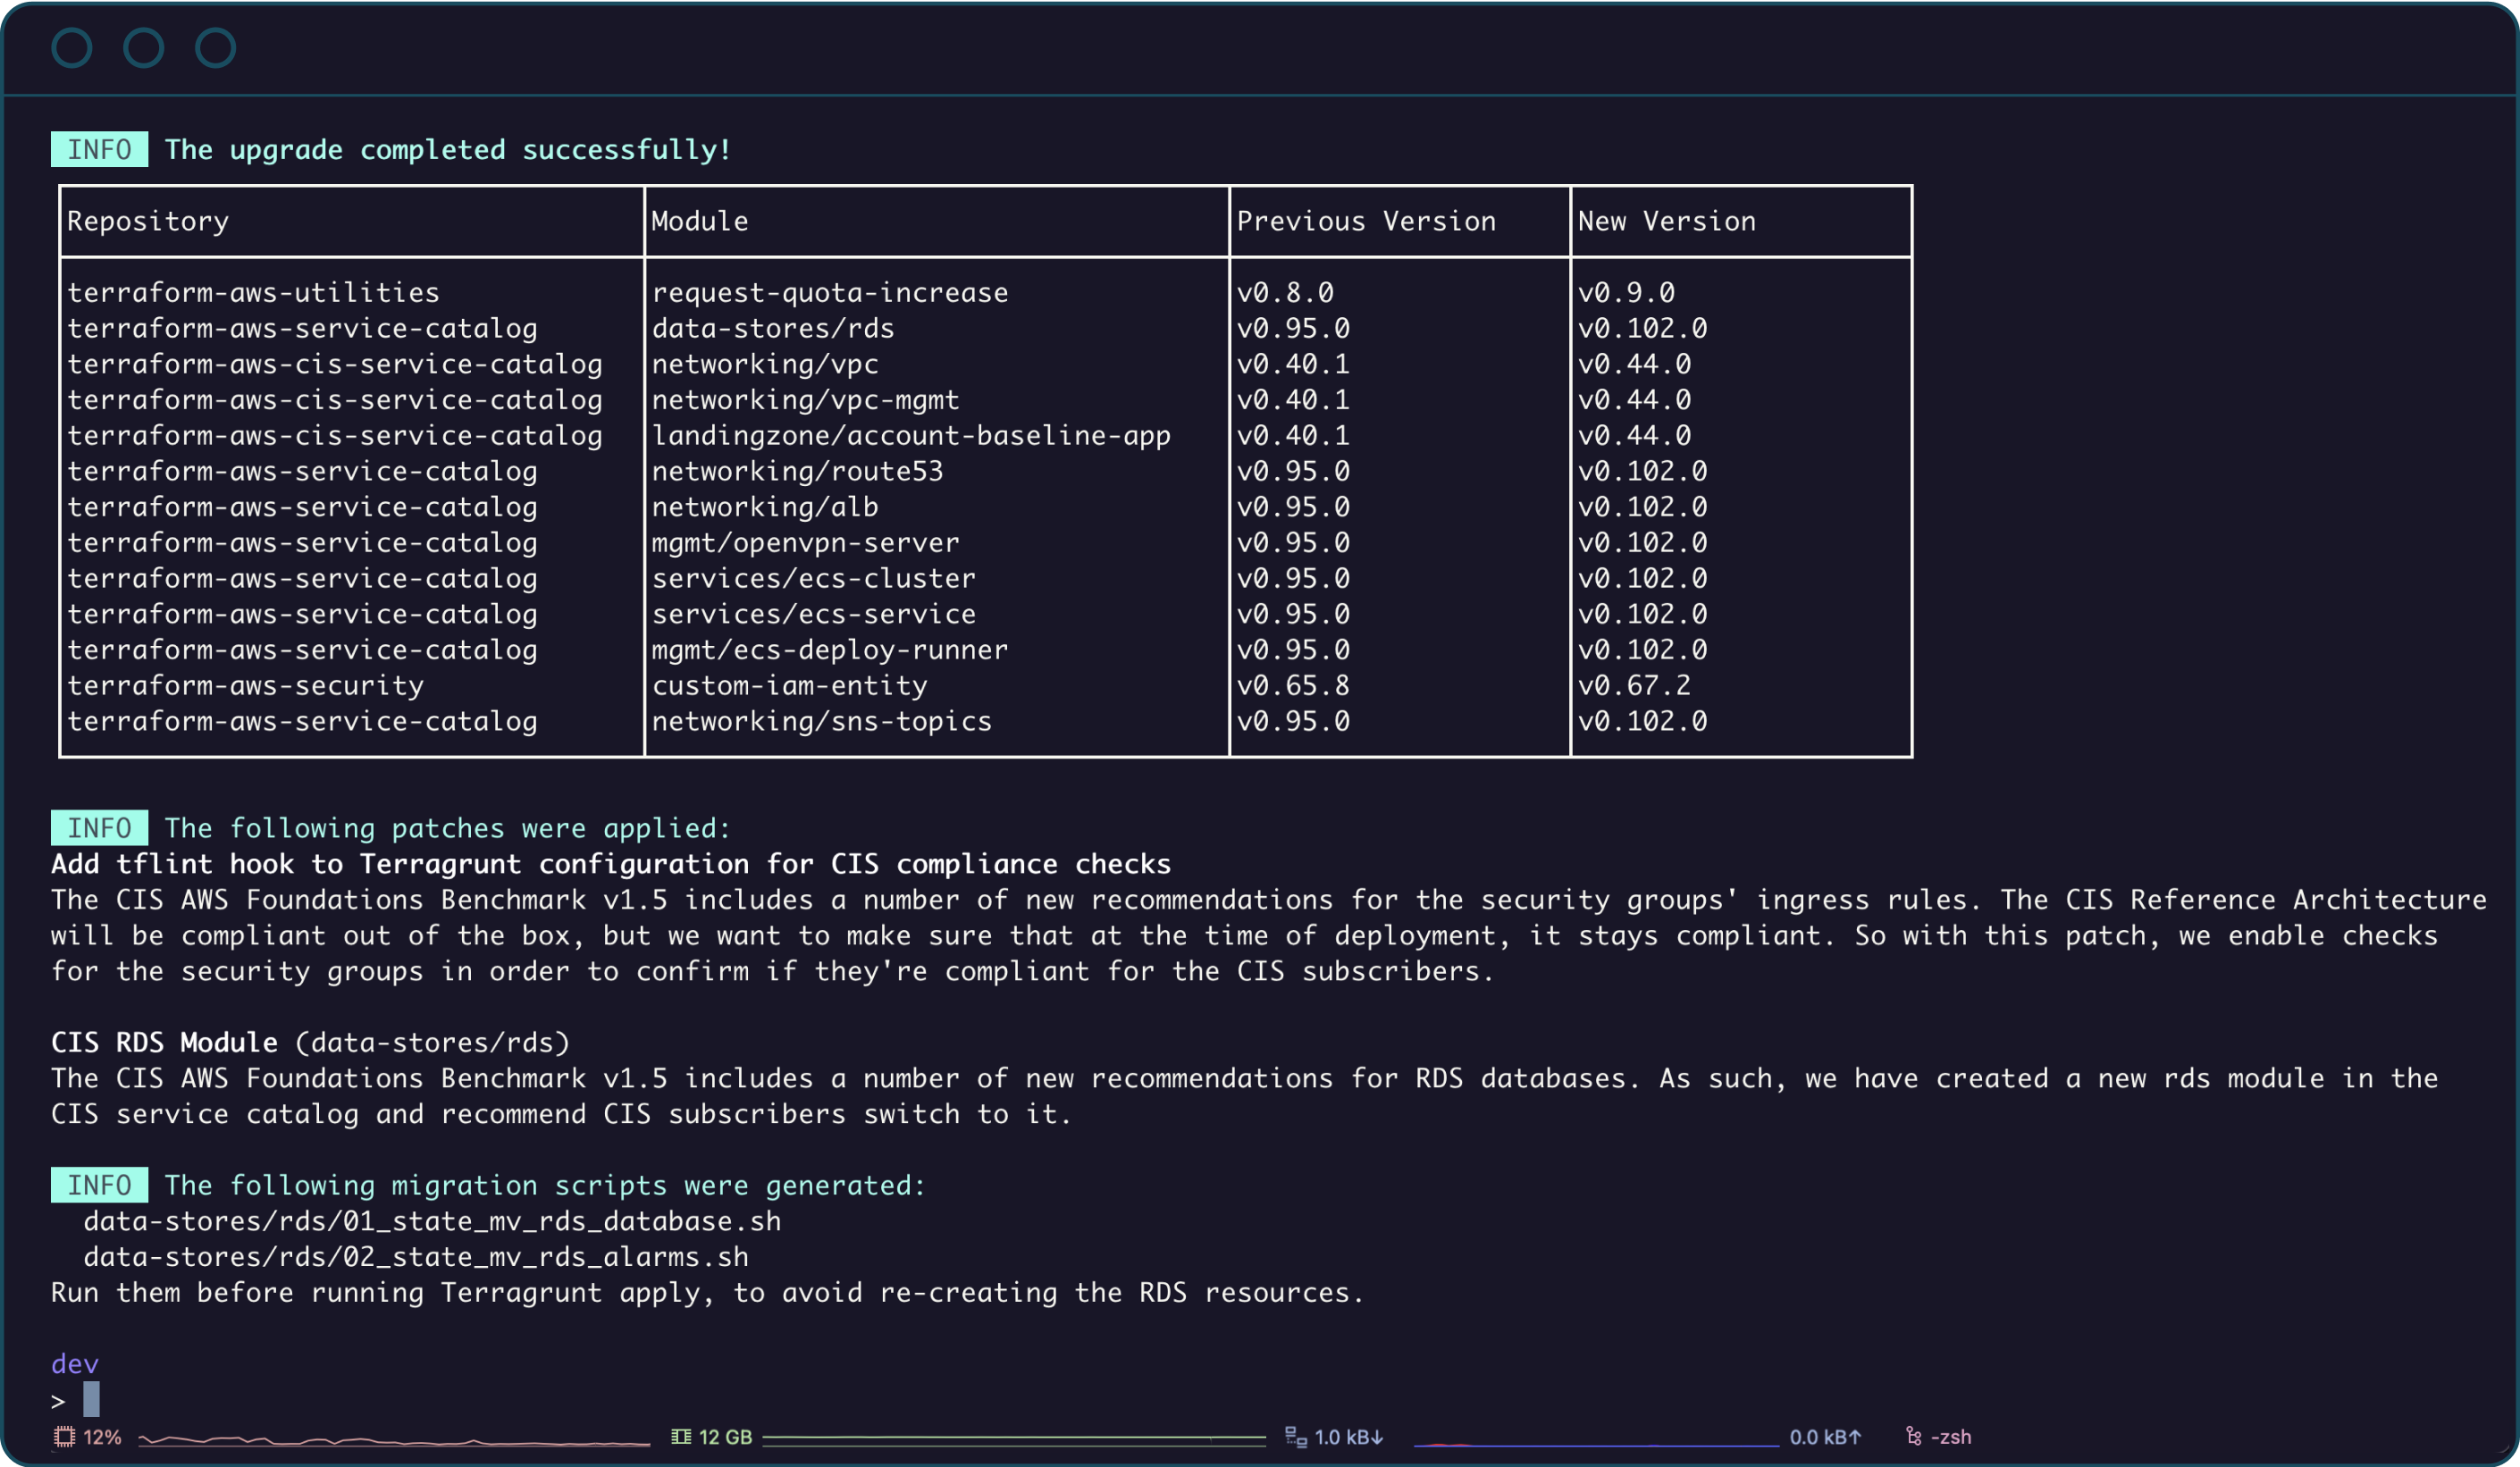 INFO The upgrade completed successfully!
Repository Module Previous Version New Version
terraform-aws-utilities request-quota-increase v0.8.0 v0.9.0
terraform-aws-service-catalog data-stores/rds v0.95.0 v0.102.0
terraform-aws-cis-service-catalog networking/vpc v0.40.1 v0.44.0
terraform-aws-cis-service-catalog networking/vpc-mgmt v0.40.1 v0.44.0
terraform-aws-cis-service-catalog landingzone/account-baseline-app v0.40.1 v0.44.0
terraform-aws-service-catalog networking/route53 v0.95.0 v0.102.0
terraform-aws-service-catalog networking/alb v0.95.0 v0.102.0
terraform-aws-service-catalog mgmt/openvpn-server v0.95.0 v0.102.0
terraform-aws-service-catalog services/ecs-cluster v0.95.0 v0.102.0
terraform-aws-service-catalog services/ecs-service v0.95.0 v0.102.0
terraform-aws-service-catalog mgmt/ecs-deploy-runner v0.95.0 v0.102.0
terraform-aws-security custom-iam-entity v0.65.8 v0.67.2
terraform-aws-service-catalog networking/sns-topics v0.95.0 v0.102.0
INFO The following patches were applied:
Add tflint hook to Terragrunt configuration for CIS compliance checks
The CIS AWS Foundations Benchmark v1.5 includes a number of new recommendations for the security groups' ingress rules. The CIS Reference Architecture
will be compliant out of the box, but we want to make sure that at the time of deployment, it stays compliant. So with this patch, we enable checks
for the security groups in order to confirm if they're compliant for the CIS subscribers.
CIS RDS Module (data-stores/rds)
The CIS AWS Foundations Benchmark v1.5 includes a number of new recommendations for RDS databases. As such, we have created a new rds module in the
CIS service catalog and recommend CIS subscribers switch to it.
INFO The following migration scripts were generated:
data-stores/rds/01_state_mv_rds_database.sh
data-stores/rds/02_state_mv_rds_alarms.sh
Run them before running Terragrunt apply, to avoid re-creating the RDS resources.
dev
>
12% 12 GB 1.0 kB↓ 0.0 kB↑ -zsh